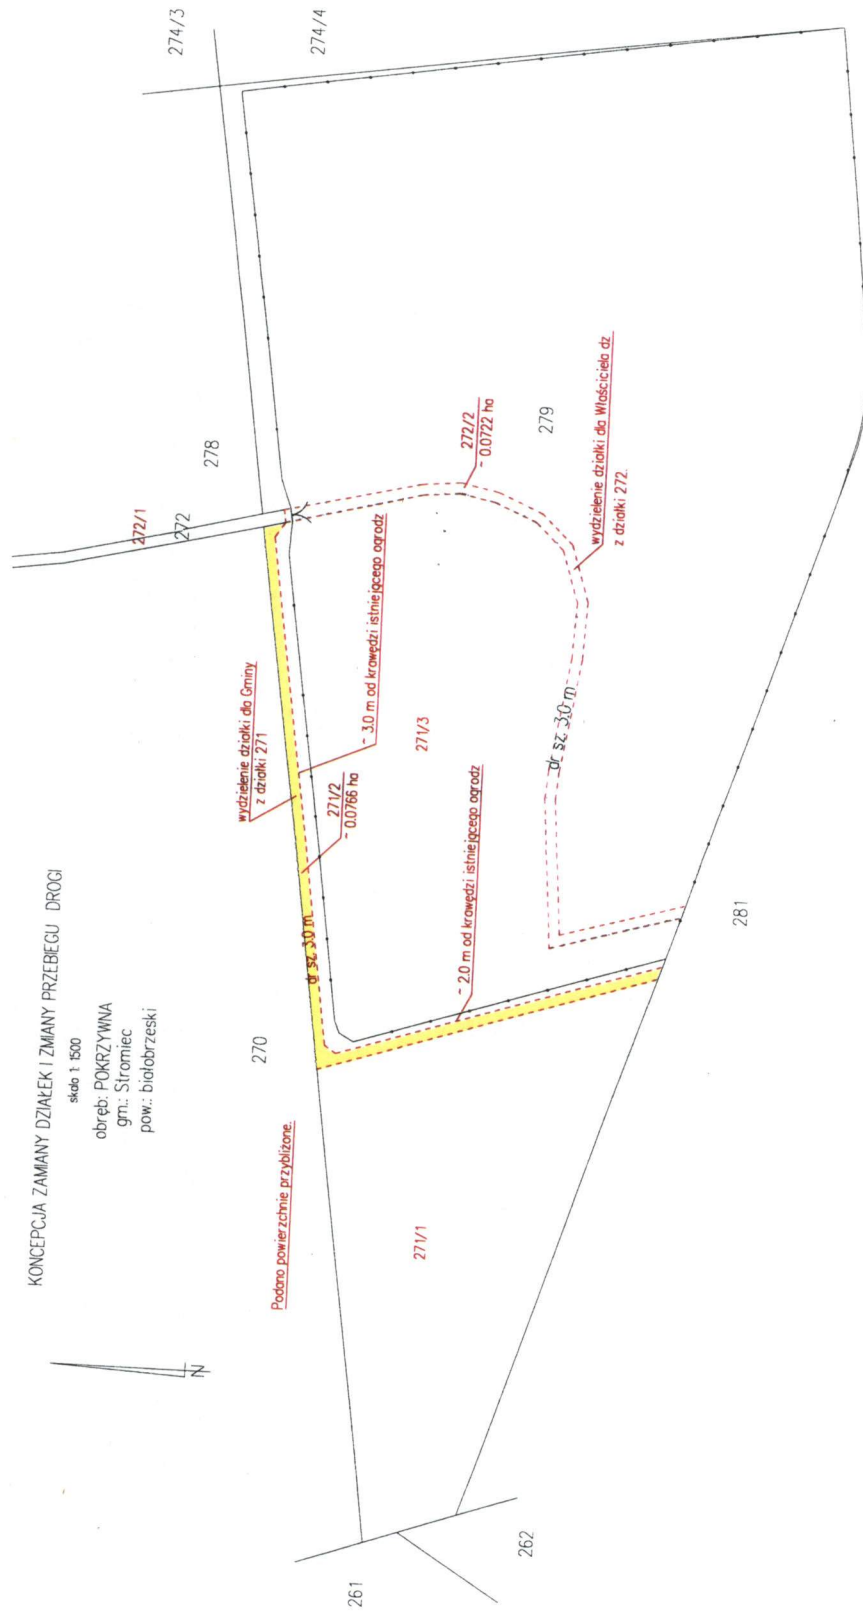 KONCEPCJA ZAMIANY DZIAŁEK I ZMIANY PRZEBIEGU DROGI
skala 1: 1500
obręb: POKRZYWNA
gm.: Stromiec
pow.: białobrzeski
N
Podano powierzchnie przybliżone.
261
262
270
271/1
wydzielenie działki dla Gminy
z działki 271
271/2
~ 0.0766 ha
dr sz. 3.0 m
~ 3.0 m od krawędzi istniejącego ogrodz
~ 2.0 m od krawędzi istniejącego ogrodz
271/3
272/1
272
278
272/2
~ 0.0722 ha
279
wydzielenie działki dla Właściciela dz
z działki 272.
dr sz. 3.0 m
281
274/3
274/4